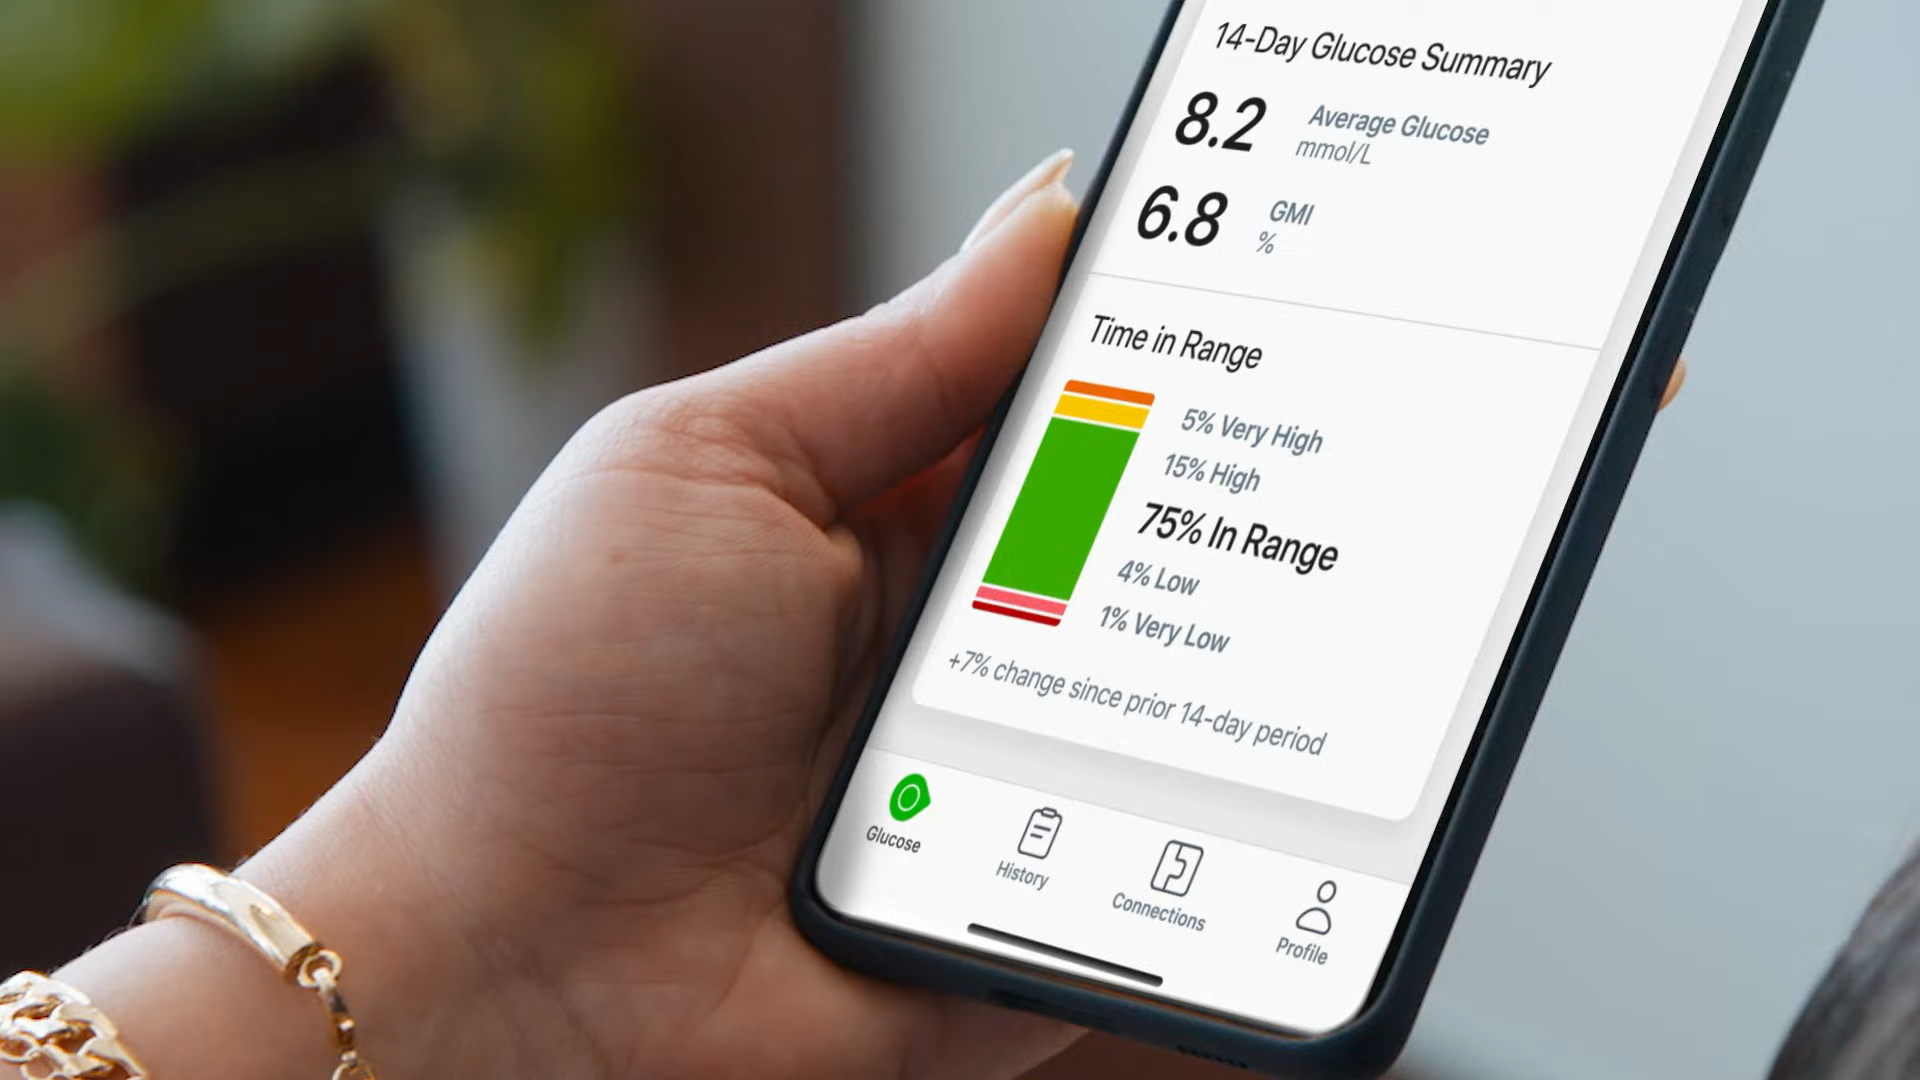 14-Day Glucose Summary
8.2 Average Glucose
mmol/L
6.8 GMI
%
Time in Range
5% Very High
15% High
75% In Range
4% Low
1% Very Low
+7% change since prior 14-day period
Glucose
History
Connections
Profile